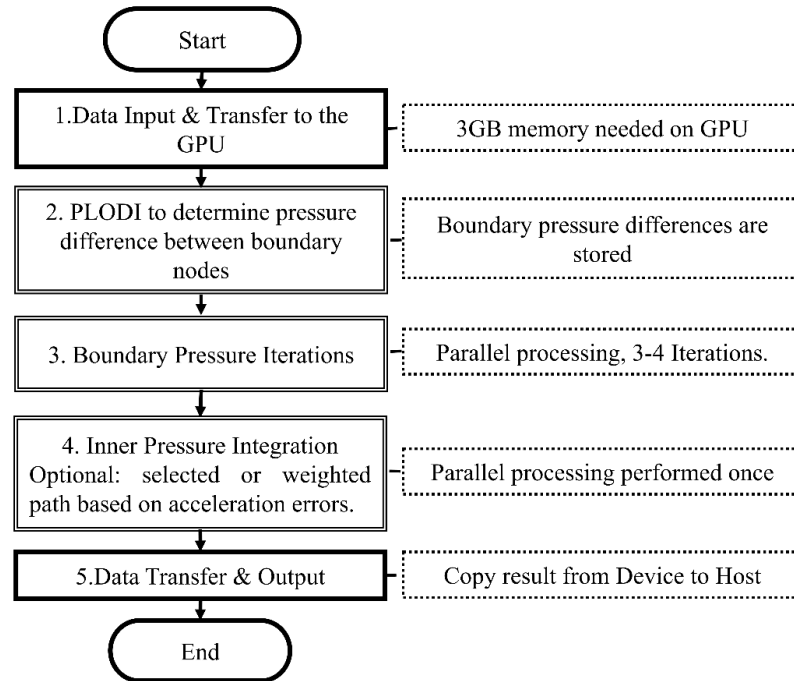 Start
1.Data Input & Transfer to the
GPU
3GB memory needed on GPU
2. PLODI to determine pressure
difference between boundary
nodes
Boundary pressure differences are
stored
3. Boundary Pressure Iterations
Parallel processing, 3-4 Iterations.
4. Inner Pressure Integration
Optional: selected or weighted
path based on acceleration errors.
Parallel processing performed once
5.Data Transfer & Output
Copy result from Device to Host
End